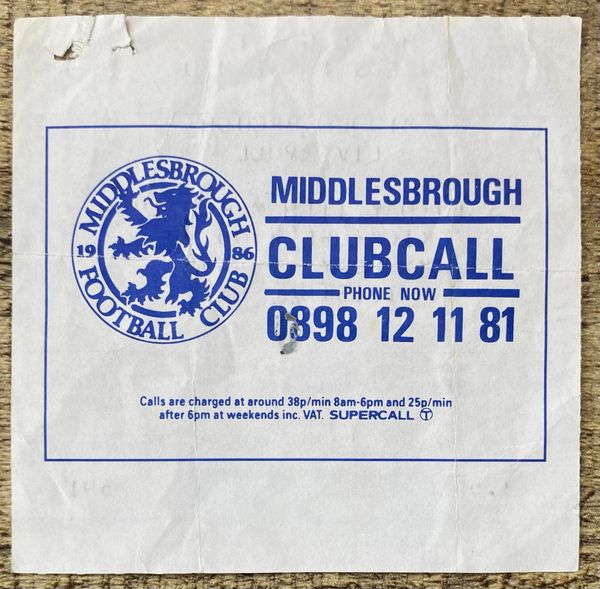 MIDDLESBROUGH
19 86
FOOTBALL CLUB
MIDDLESBROUGH
CLUBCALL
PHONE NOW
0898 12 11 81
Calls are charged at around 38p/min 8am-6pm and 25p/min
after 6pm at weekends inc. VAT. SUPERCALL T